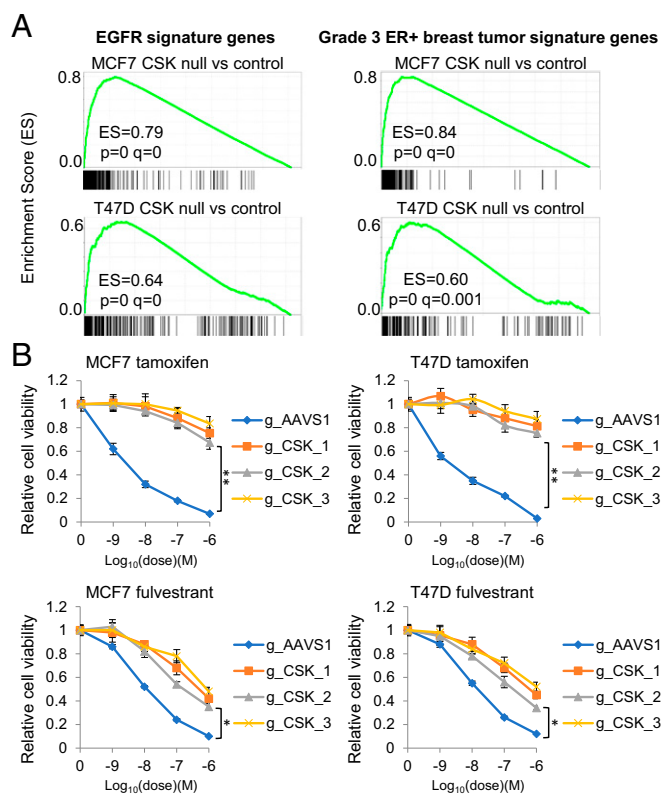 A
EGFR signature genes
Grade 3 ER+ breast tumor signature genes
MCF7 CSK null vs control
MCF7 CSK null vs control
Enrichment Score (ES)
0.8
ES=0.79
p=0 q=0
0.0
0.8
ES=0.84
p=0 q=0
0.0
T47D CSK null vs control
T47D CSK null vs control
0.6
ES=0.64
p=0 q=0
0.0
0.6
ES=0.60
p=0 q=0.001
0.0
B
MCF7 tamoxifen
Relative cell viability
1.2
1
0.8
0.6
0.4
0.2
0
0 -9 -8 -7 -6
Log10(dose)(M)
g_AAVS1
g_CSK_1
g_CSK_2
g_CSK_3
**
T47D tamoxifen
Relative cell viability
1.2
1
0.8
0.6
0.4
0.2
0
0 -9 -8 -7 -6
Log10(dose)(M)
g_AAVS1
g_CSK_1
g_CSK_2
g_CSK_3
**
MCF7 fulvestrant
Relative cell viability
1.2
1
0.8
0.6
0.4
0.2
0
0 -9 -8 -7 -6
Log10(dose)(M)
g_AAVS1
g_CSK_1
g_CSK_2
g_CSK_3
*
T47D fulvestrant
Relative cell viability
1.2
1
0.8
0.6
0.4
0.2
0
0 -9 -8 -7 -6
Log10(dose)(M)
g_AAVS1
g_CSK_1
g_CSK_2
g_CSK_3
*